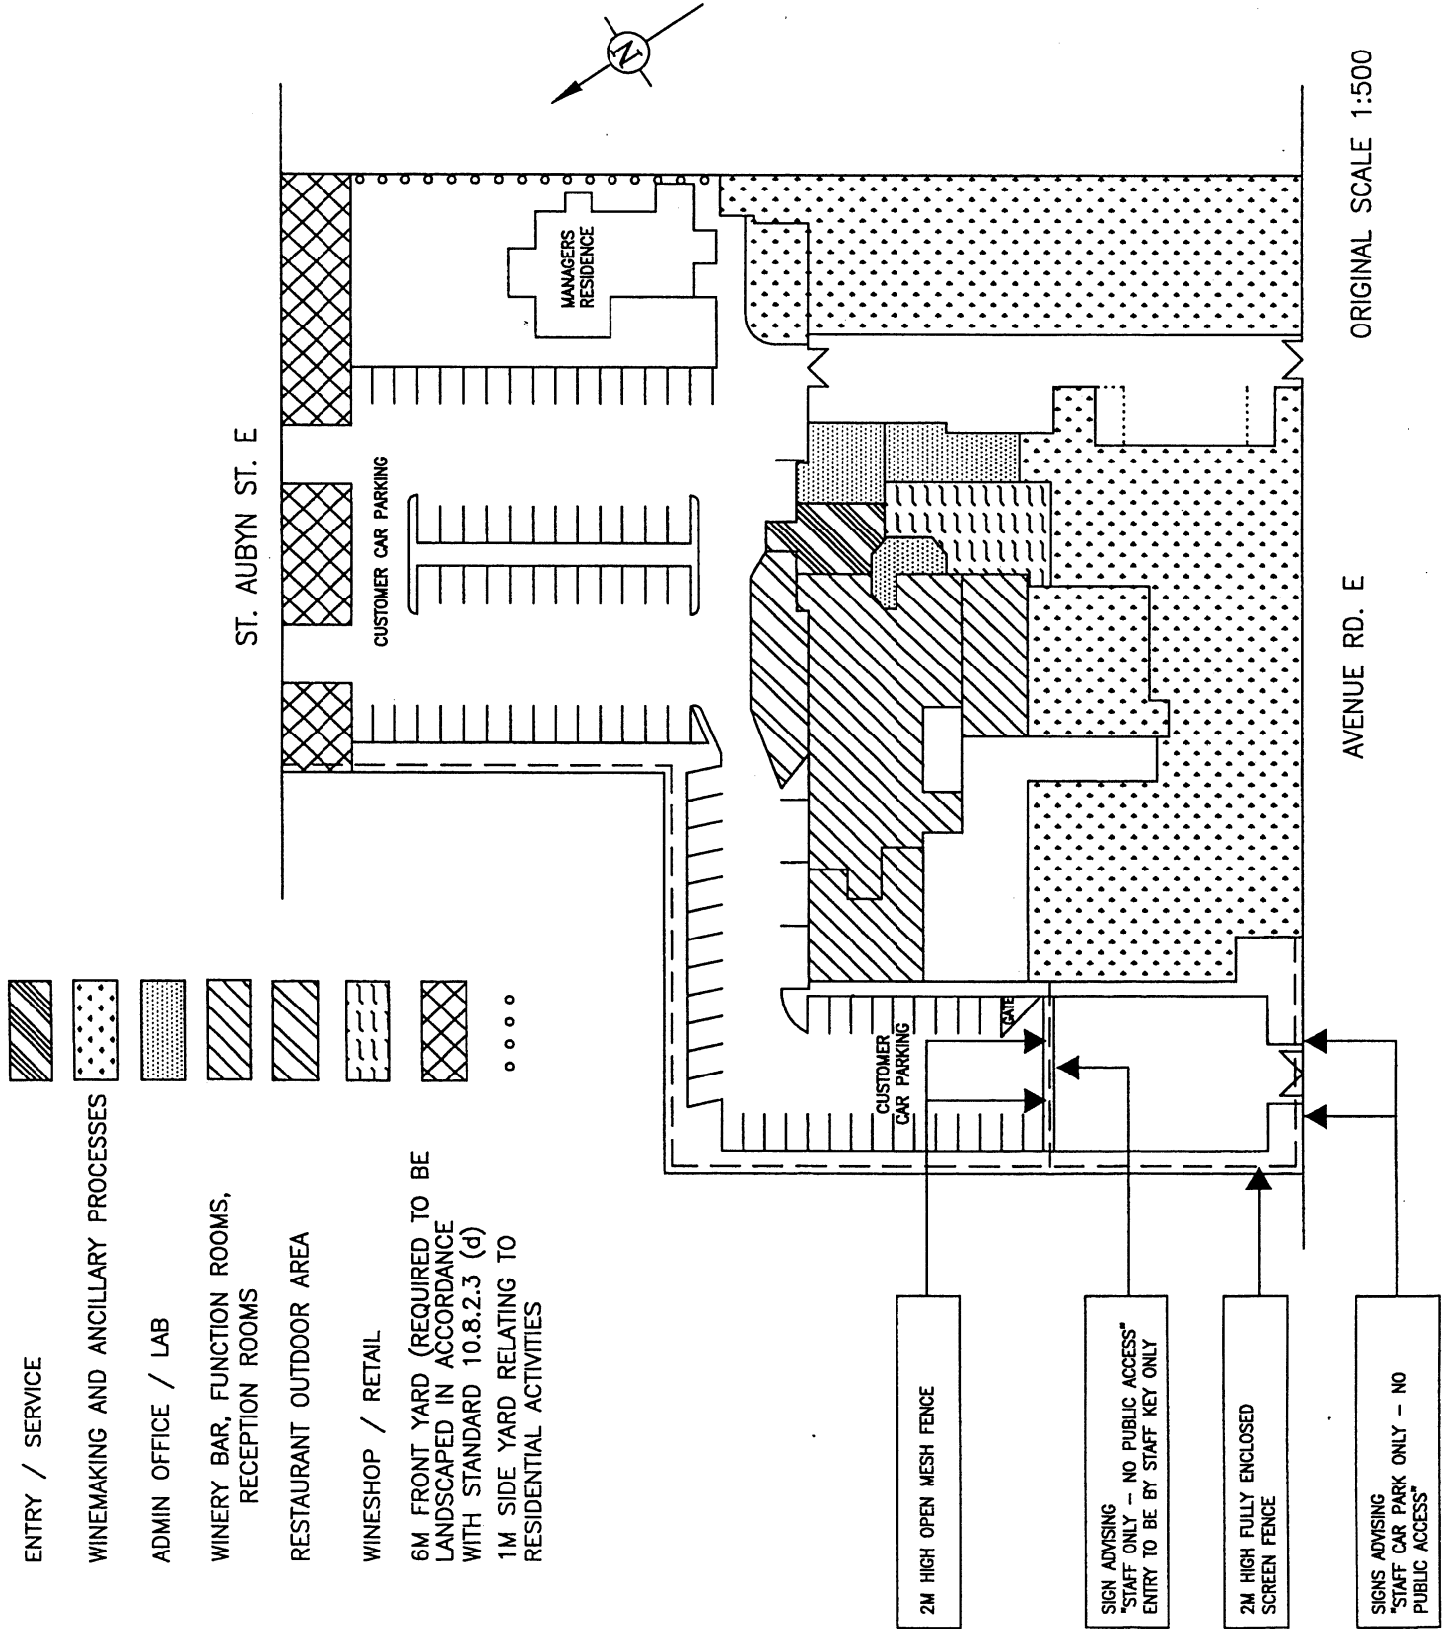 ENTRY / SERVICE
WINEMAKING AND ANCILLARY PROCESSES
ADMIN OFFICE / LAB
WINERY BAR, FUNCTION ROOMS,
RECEPTION ROOMS
RESTAURANT OUTDOOR AREA
WINESHOP / RETAIL
6M FRONT YARD (REQUIRED TO BE
LANDSCAPED IN ACCORDANCE
WITH STANDARD 10.8.2.3 (d)
1M SIDE YARD RELATING TO
RESIDENTIAL ACTIVITIES
ST. AUBYN ST. E
CUSTOMER CAR PARKING
MANAGERS
RESIDENCE
N
CUSTOMER
CAR PARKING
GATE
2M HIGH OPEN MESH FENCE
SIGN ADVISING
"STAFF ONLY - NO PUBLIC ACCESS"
ENTRY TO BE BY STAFF KEY ONLY
2M HIGH FULLY ENCLOSED
SCREEN FENCE
SIGNS ADVISING
"STAFF CAR PARK ONLY - NO
PUBLIC ACCESS"
AVENUE RD. E
ORIGINAL SCALE 1:500